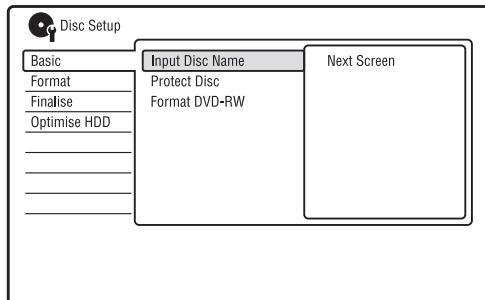 Disc Setup
Basic
Format
Finalise
Optimise HDD
Input Disc Name
Protect Disc
Format DVD-RW
Next Screen